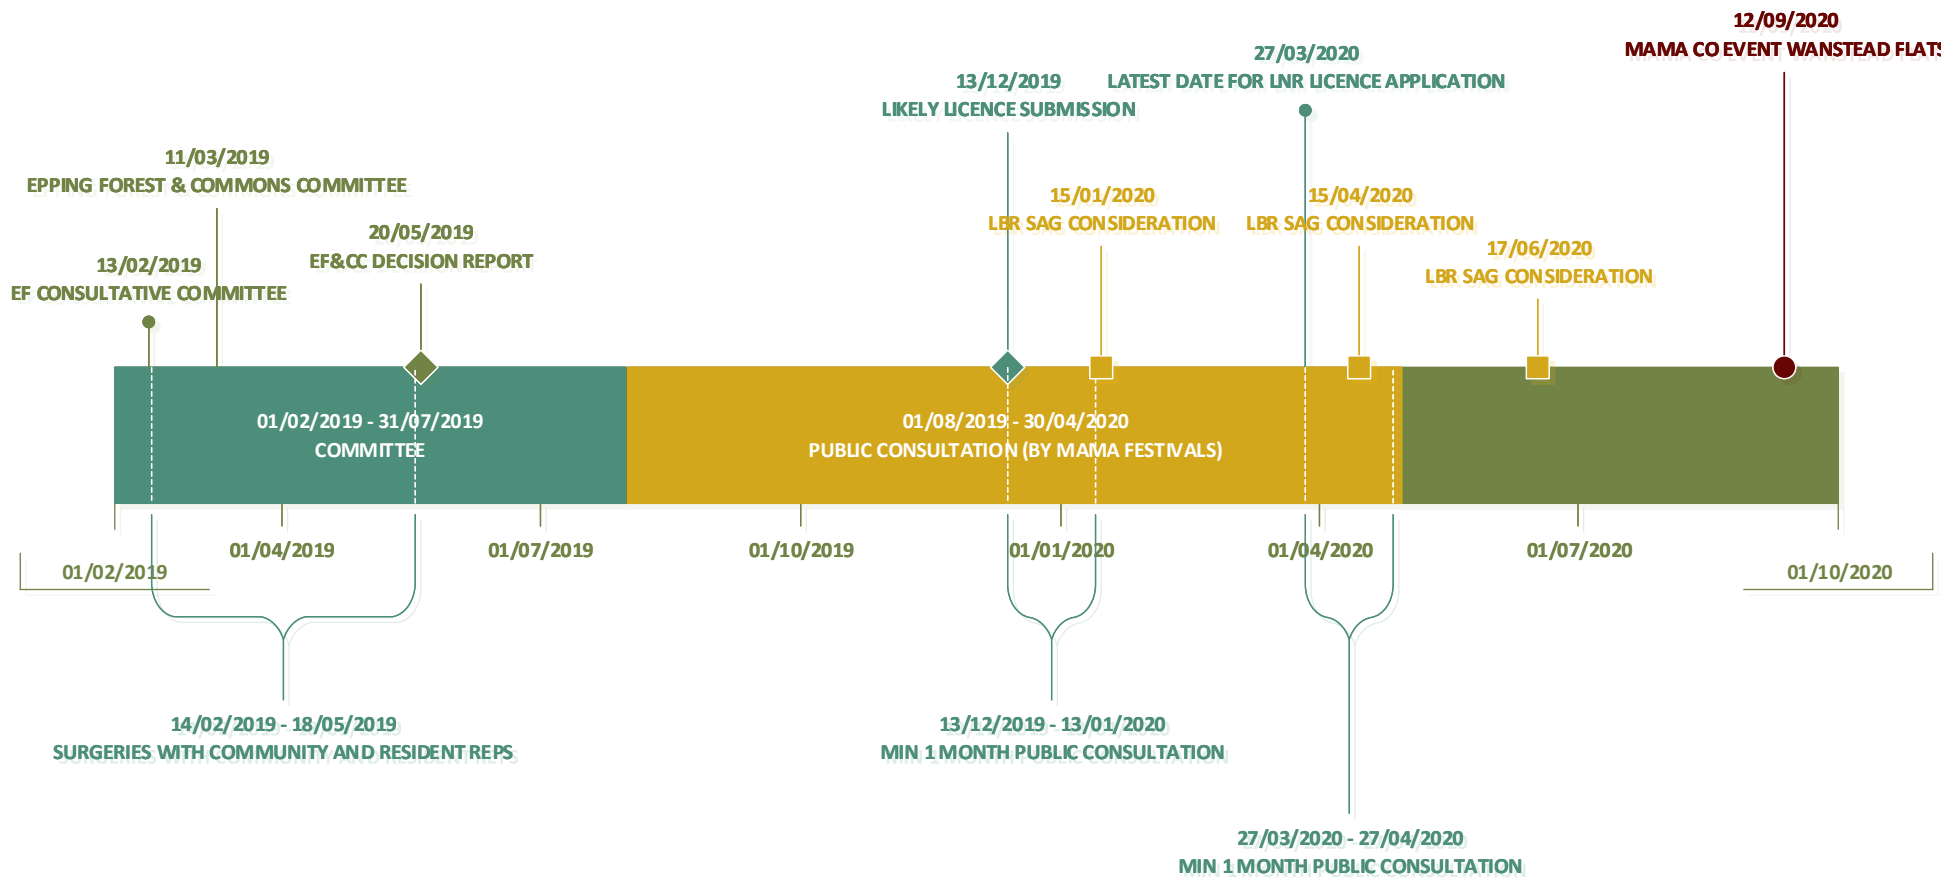 12/09/2020
MAMA CO EVENT WANSTEAD FLATS
27/03/2020
LATEST DATE FOR LNR LICENCE APPLICATION
13/12/2019
LIKELY LICENCE SUBMISSION
11/03/2019
EPPING FOREST & COMMONS COMMITTEE
15/01/2020
LBR SAG CONSIDERATION
15/04/2020
LBR SAG CONSIDERATION
20/05/2019
EF&CC DECISION REPORT
17/06/2020
LBR SAG CONSIDERATION
13/02/2019
EF CONSULTATIVE COMMITTEE
01/02/2019 - 31/07/2019
COMMITTEE
01/08/2019 - 30/04/2020
PUBLIC CONSULTATION (BY MAMA FESTIVALS)
01/04/2019
01/07/2019
01/10/2019
01/01/2020
01/04/2020
01/07/2020
01/02/2019
01/10/2020
14/02/2019 - 18/05/2019
SURGERIES WITH COMMUNITY AND RESIDENT REPS
13/12/2019 - 13/01/2020
MIN 1 MONTH PUBLIC CONSULTATION
27/03/2020 - 27/04/2020
MIN 1 MONTH PUBLIC CONSULTATION